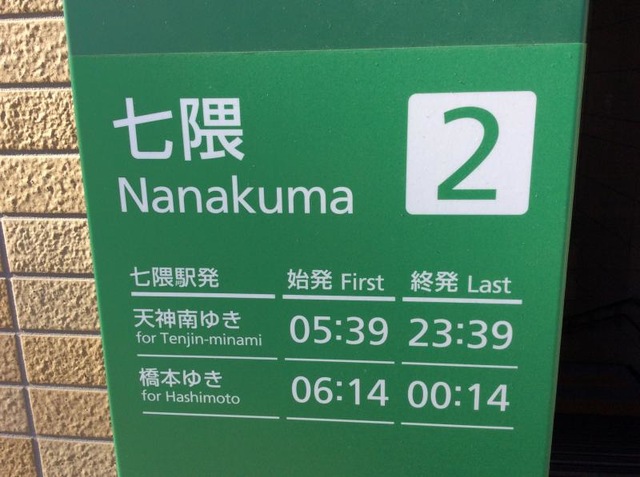 七隈
Nanakuma
2
七隈駅発 始発 First 終発 Last
天神南ゆき 05:39 23:39
for Tenjin-minami
橋本ゆき 06:14 00:14
for Hashimoto